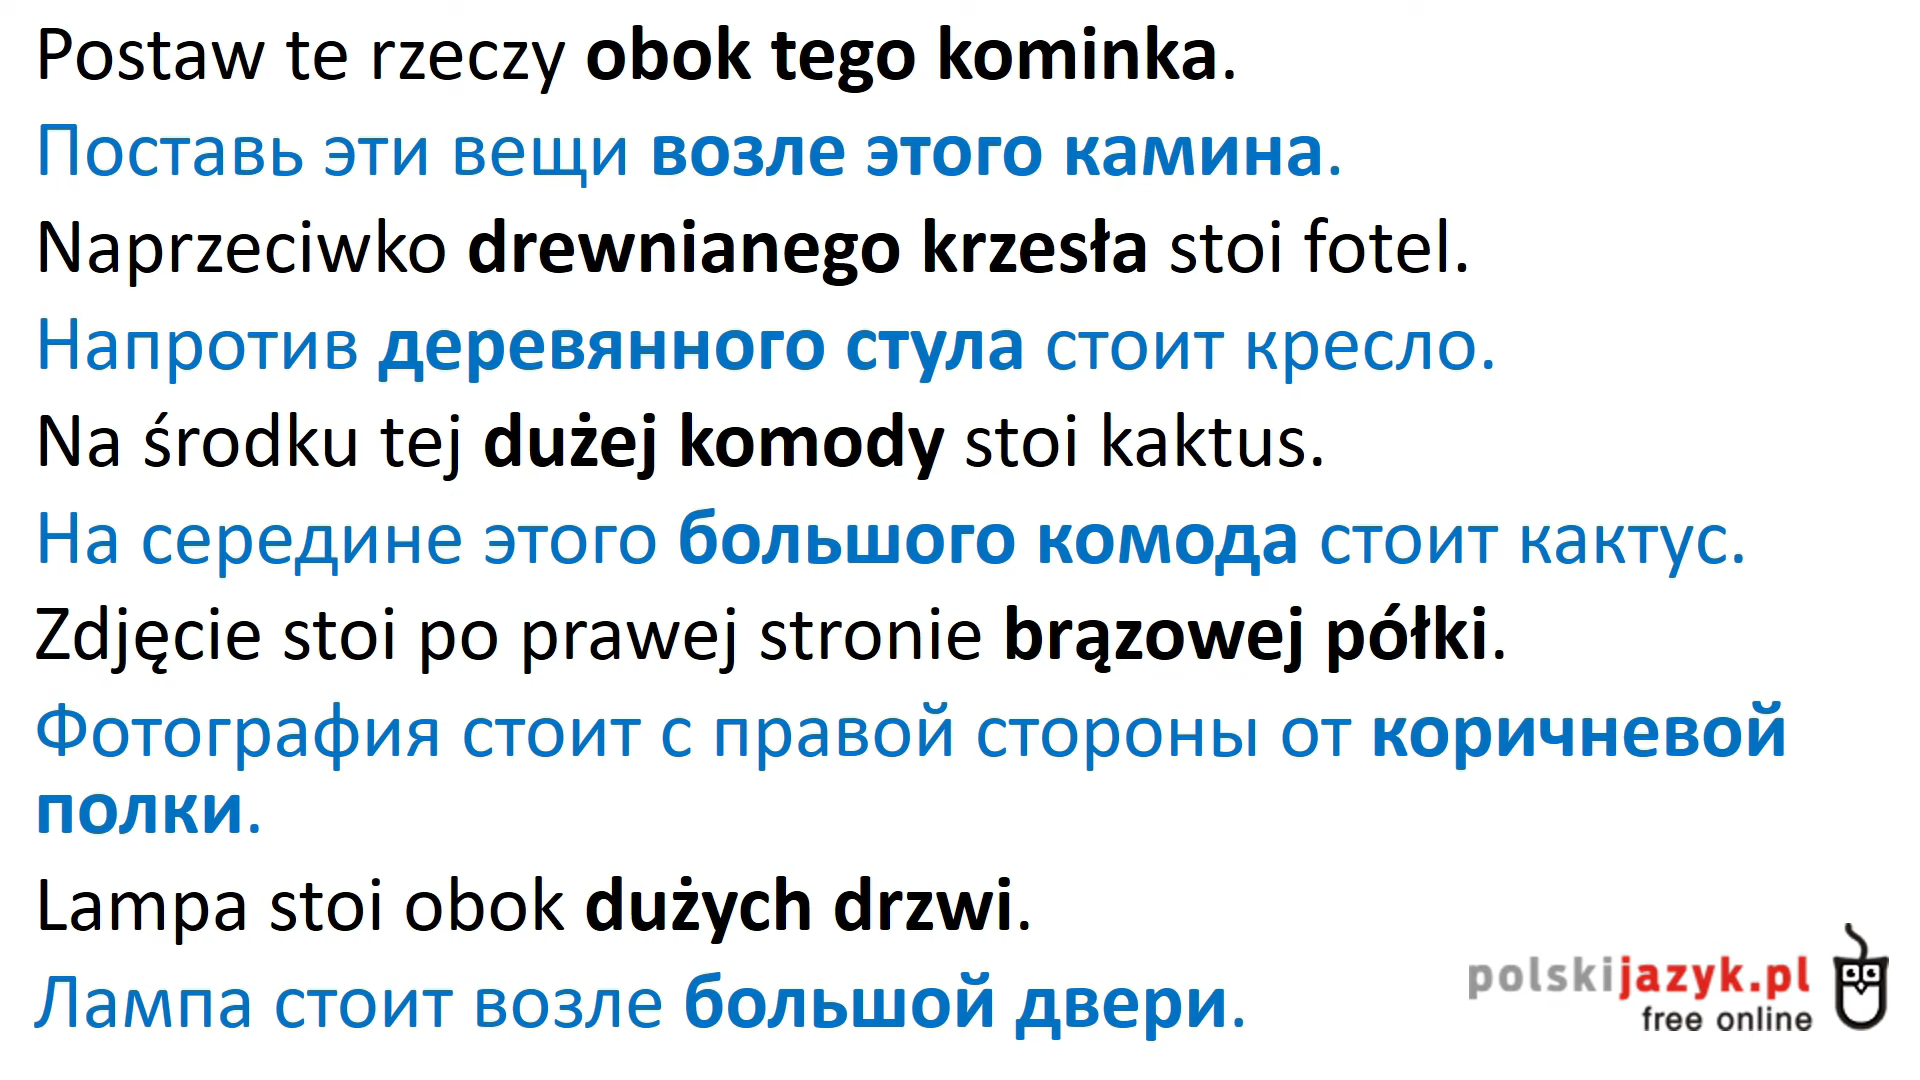 Postaw te rzeczy obok tego kominka.
Поставь эти вещи возле этого камина.
Naprzeciwko drewnianego krzesła stoi fotel.
Напротив деревянного стула стоит кресло.
Na środku tej dużej komody stoi kaktus.
На середине этого большого комода стоит кактус.
Zdjęcie stoi po prawej stronie brązowej półki.
Фотография стоит с правой стороны от коричневой
полки.
Lampa stoi obok dużych drzwi.
Лампа стоит возле большой двери.
polskijazyk.pl
free online